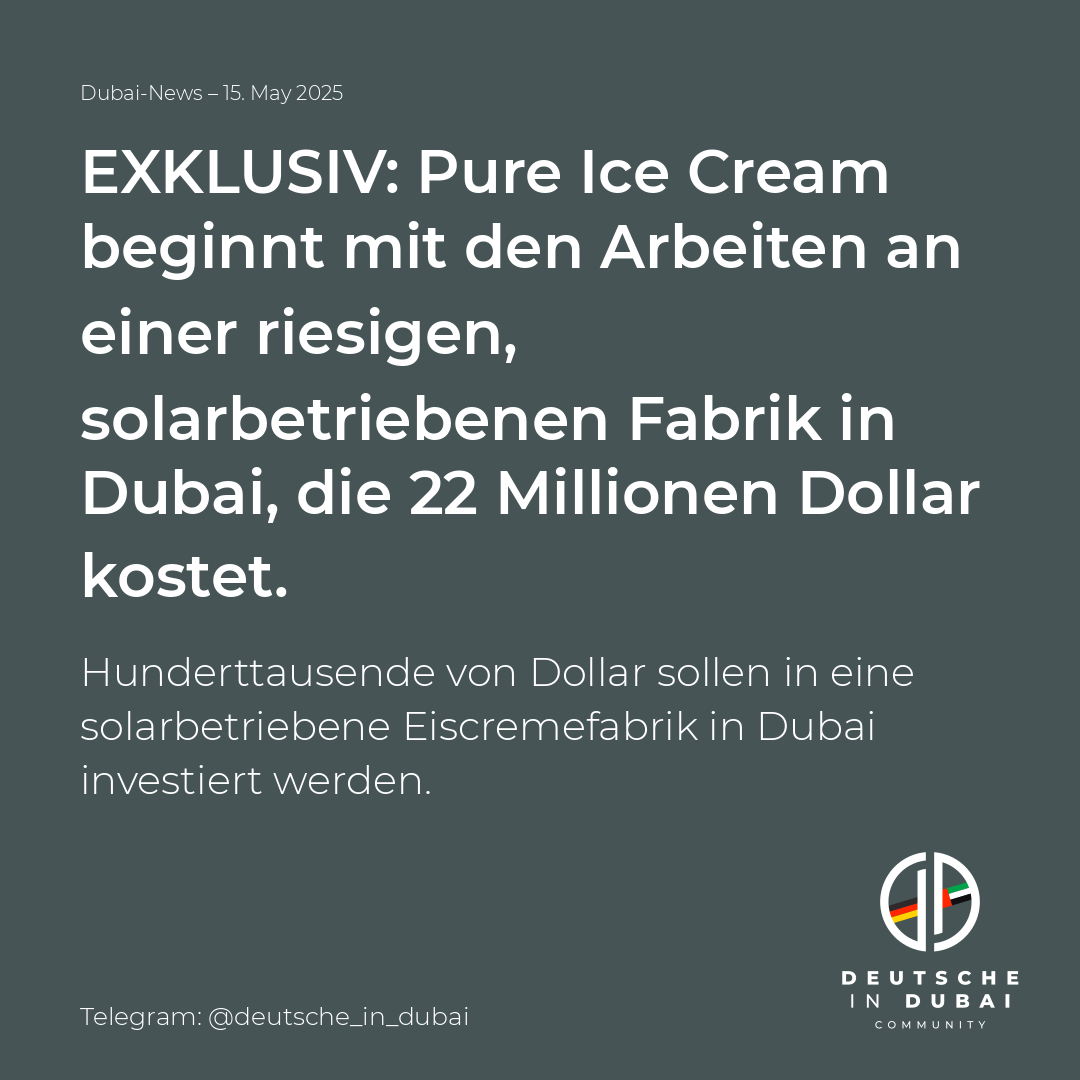 Dubai-News – 15. May 2025
EXKLUSIV: Pure Ice Cream
beginnt mit den Arbeiten an
einer riesigen,
solarbetriebenen Fabrik in
Dubai, die 22 Millionen Dollar
kostet.
Hunderttausende von Dollar sollen in eine
solarbetriebene Eiscremefabrik in Dubai
investiert werden.
DEUTSCHE
IN DUBAI
COMMUNITY
Telegram: @deutsche_in_dubai